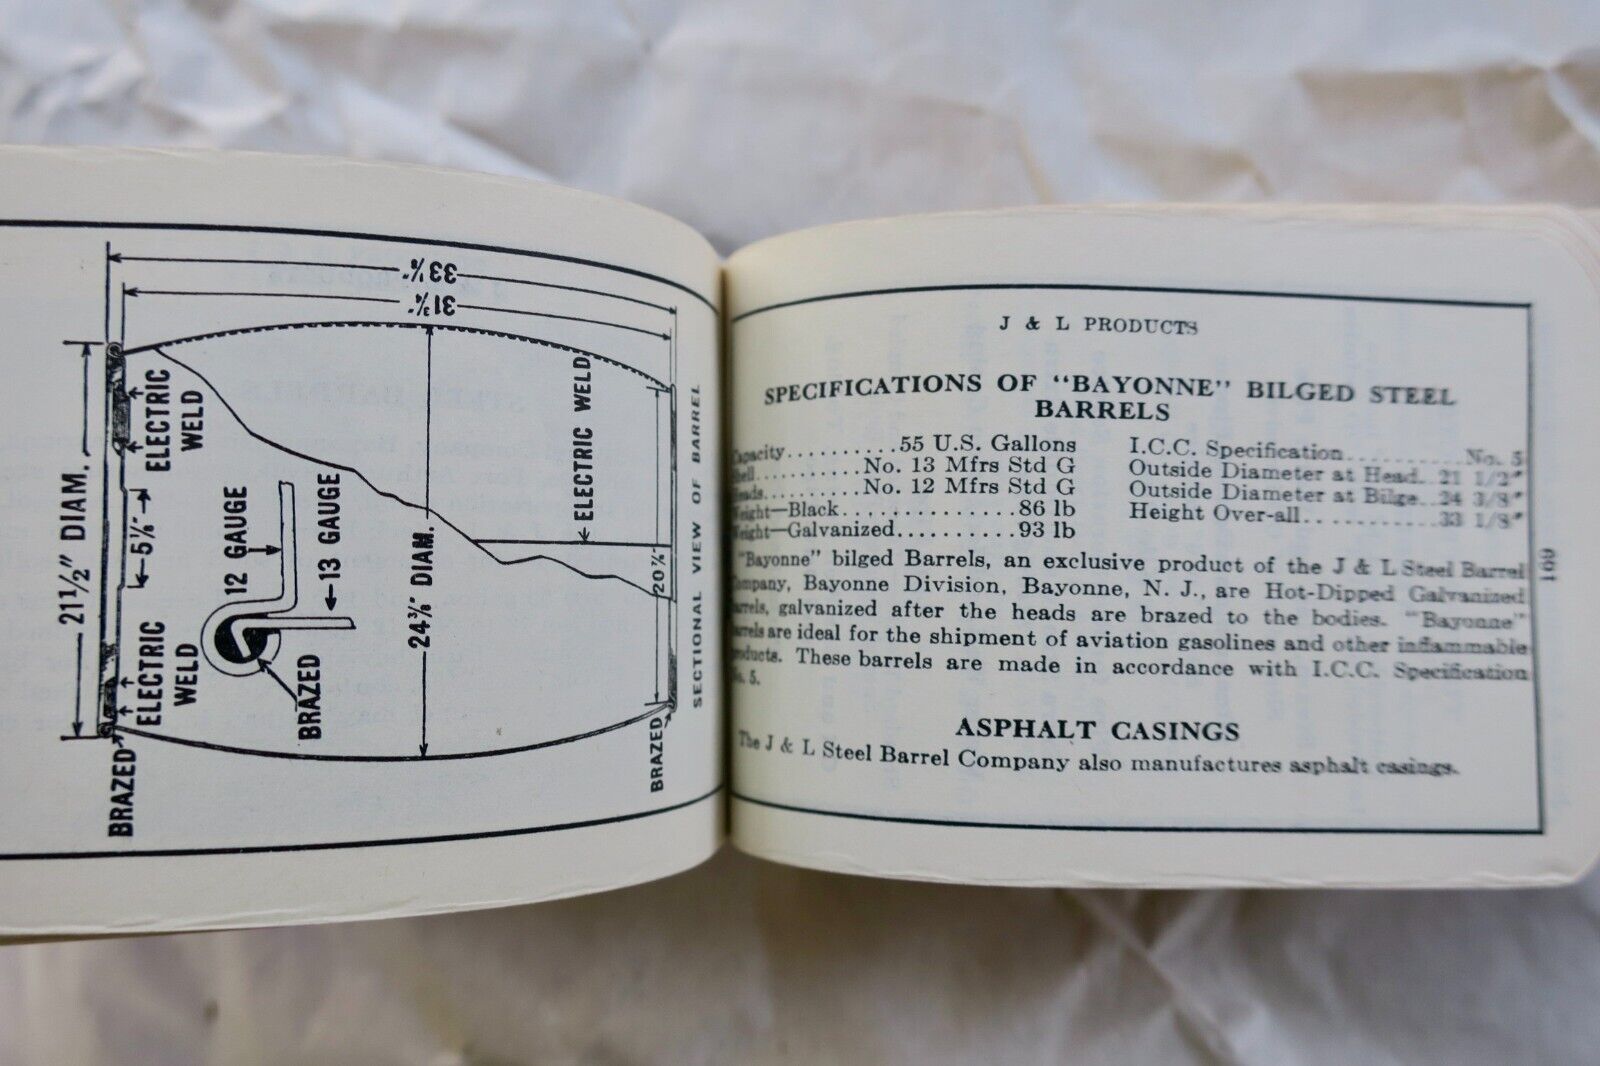 33⅛"
31¾"
21½" DIAM.
ELECTRIC
WELD
5⅛"
12 GAUGE
13 GAUGE
BRAZED
ELECTRIC
WELD
BRAZED
24⅜" DIAM.
ELECTRIC WELD
20⅞"
BRAZED
SECTIONAL VIEW OF BARREL
J & L PRODUCTS
SPECIFICATIONS OF "BAYONNE" BILGED STEEL
BARRELS
Capacity..........55 U.S. Gallons
Shell..........No. 13 Mfrs Std G
Heads..........No. 12 Mfrs Std G
Weight—Black..............86 lb
Weight—Galvanized..........93 lb
I.C.C. Specification...........No. 5
Outside Diameter at Head..21 1/2"
Outside Diameter at Bilge..24 3/8"
Height Over-all.............33 1/8"
"Bayonne" bilged Barrels, an exclusive product of the J & L Steel Barrel
Company, Bayonne Division, Bayonne, N. J., are Hot-Dipped Galvanized
Barrels, galvanized after the heads are brazed to the bodies. "Bayonne"
Barrels are ideal for the shipment of aviation gasolines and other inflammable
products. These barrels are made in accordance with I.C.C. Specification
No. 5.
ASPHALT CASINGS
The J & L Steel Barrel Company also manufactures asphalt casings.
169